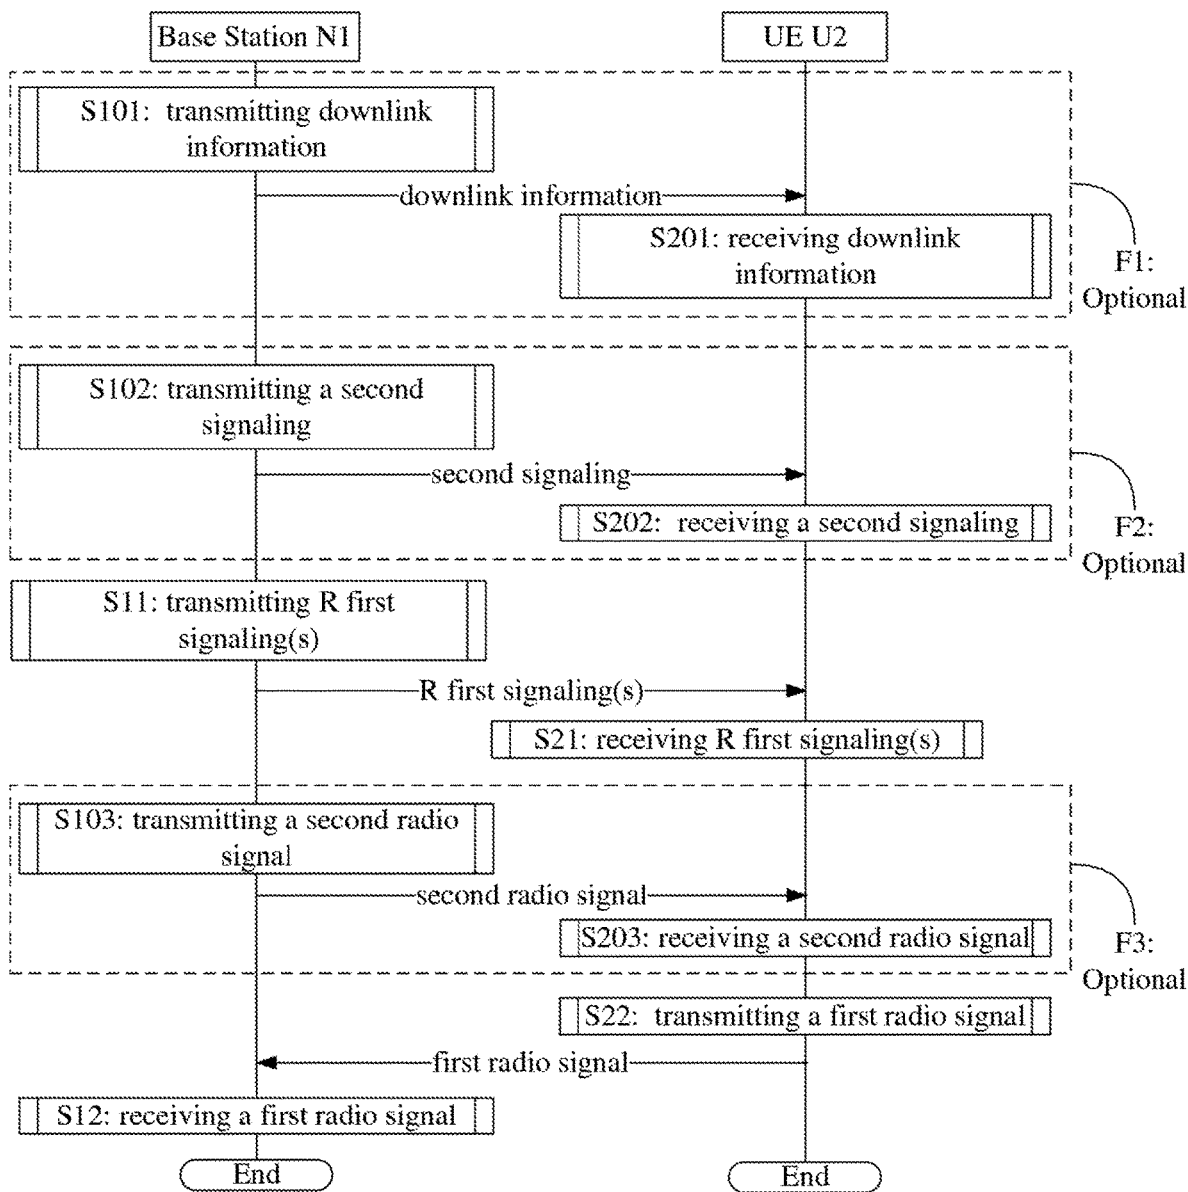 Base Station N1
UE U2
S101: transmitting downlink
information
downlink information
S201: receiving downlink
information
F1:
Optional
S102: transmitting a second
signaling
second signaling
S202: receiving a second signaling
F2:
Optional
S11: transmitting R first
signaling(s)
R first signaling(s)
S21: receiving R first signaling(s)
S103: transmitting a second radio
signal
second radio signal
S203: receiving a second radio signal
F3:
Optional
S22: transmitting a first radio signal
first radio signal
S12: receiving a first radio signal
End
End